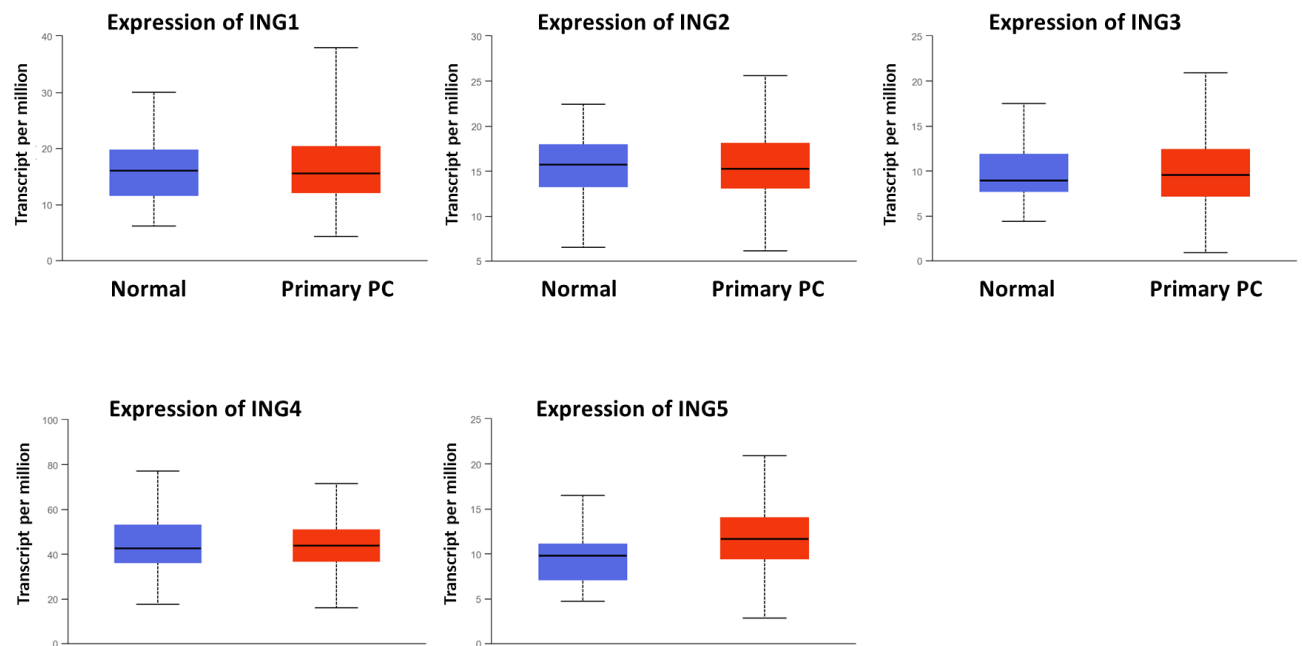 Expression of ING1
Transcript per million
40
30
20
10
0
Normal
Primary PC
Expression of ING2
Transcript per million
30
25
20
15
10
5
Normal
Primary PC
Expression of ING3
Transcript per million
25
20
15
10
5
0
Normal
Primary PC
Expression of ING4
Transcript per million
100
80
60
40
20
0
Expression of ING5
Transcript per million
25
20
15
10
5
0